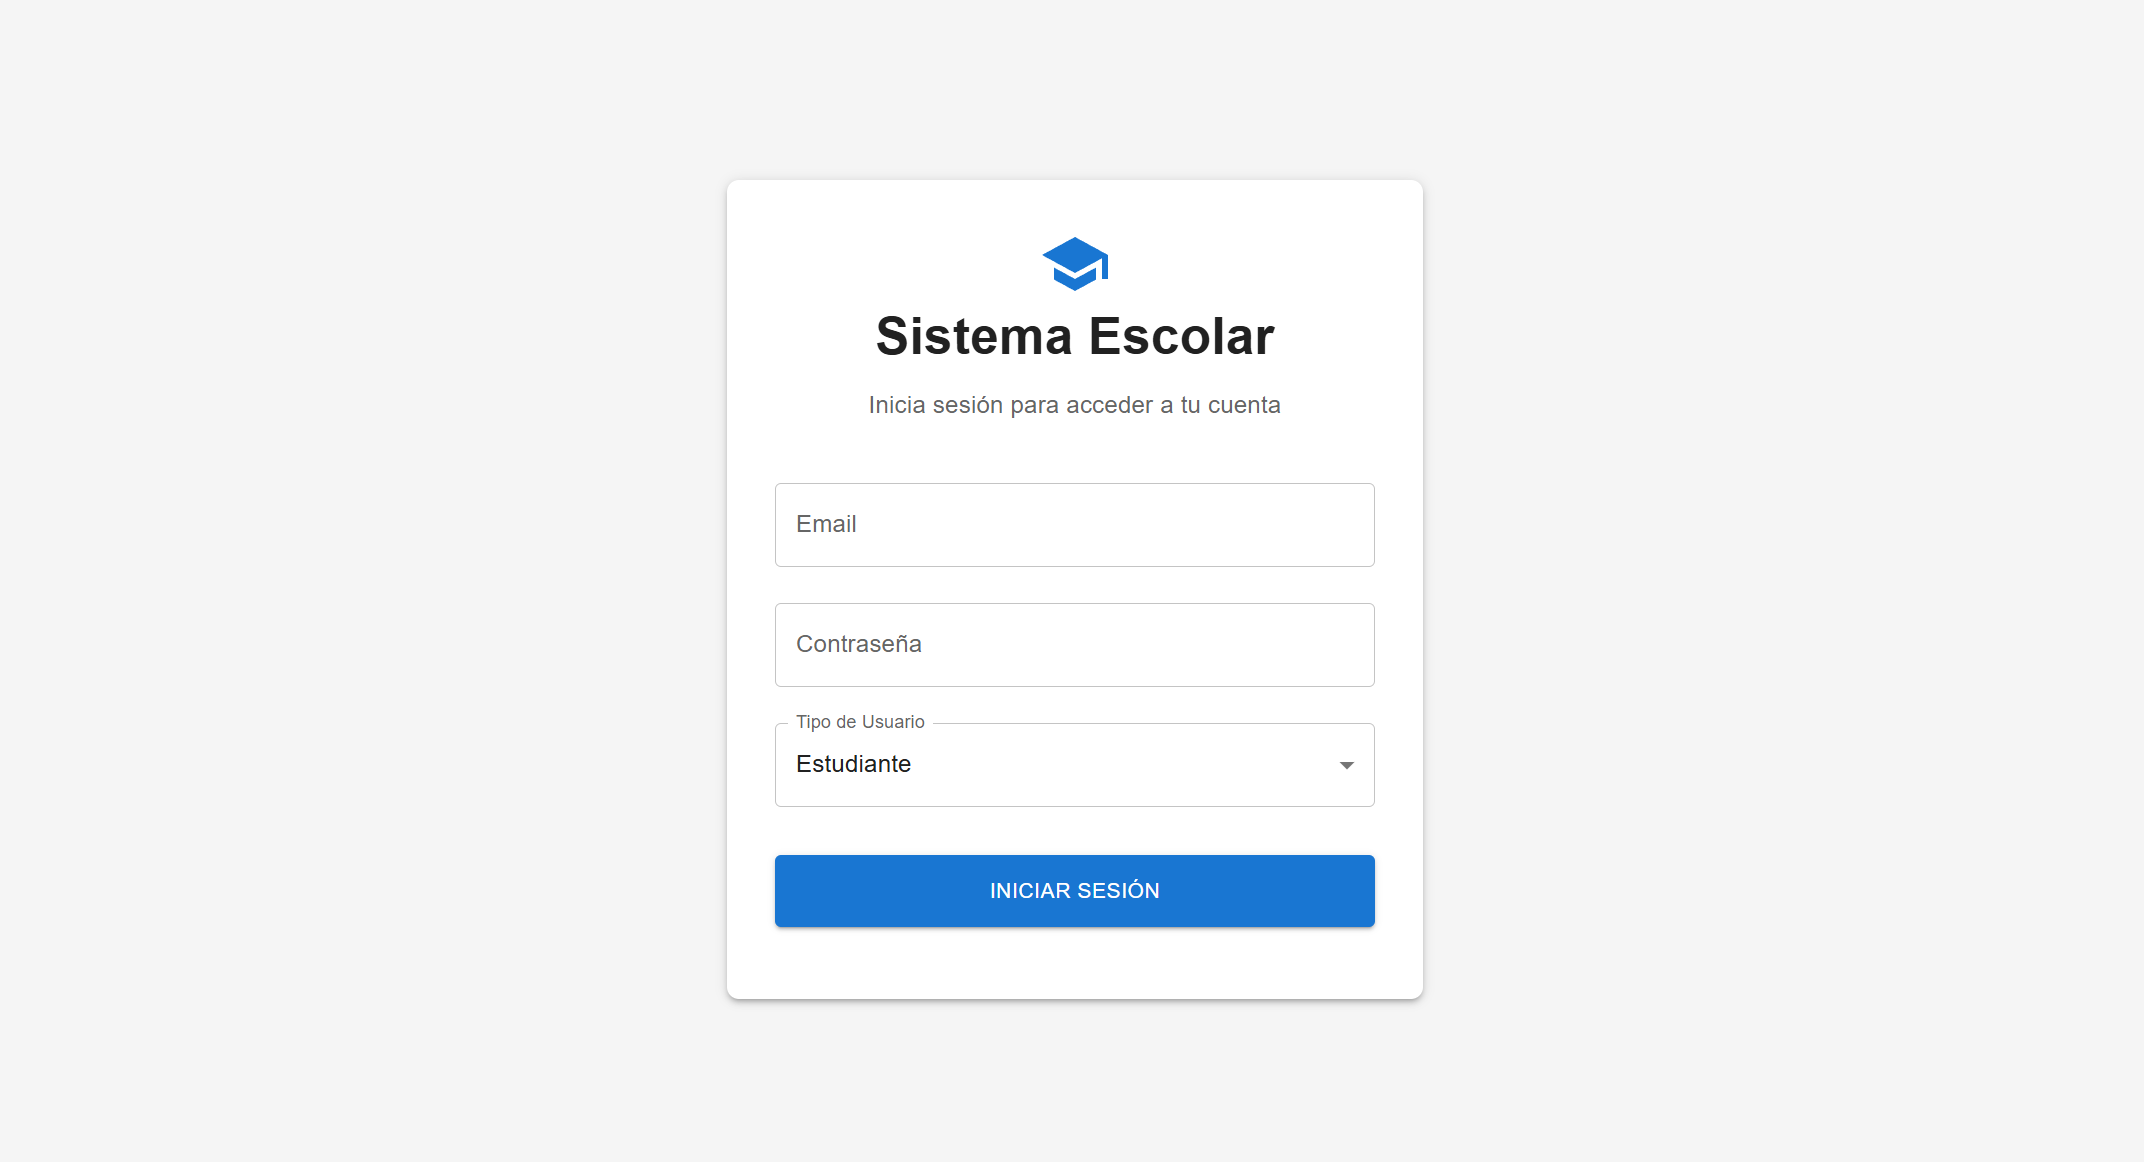 Sistema Escolar
Inicia sesión para acceder a tu cuenta
Email
Contraseña
Tipo de Usuario
Estudiante
INICIAR SESIÓN